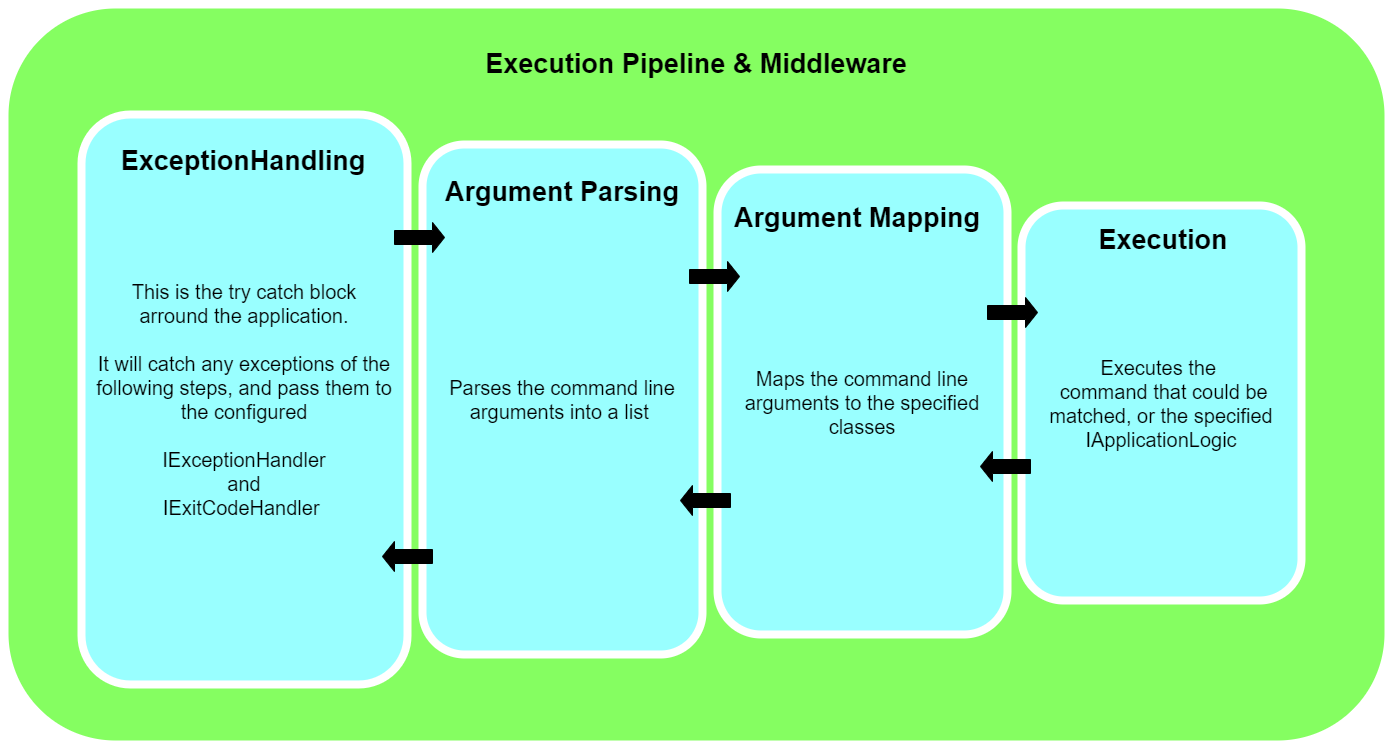 Execution Pipeline & Middleware
ExceptionHandling
This is the try catch block
arround the application.
It will catch any exceptions of the
following steps, and pass them to
the configured
IExceptionHandler
and
IExitCodeHandler
Argument Parsing
Parses the command line
arguments into a list
Argument Mapping
Maps the command line
arguments to the specified
classes
Execution
Executes the
command that could be
matched, or the specified
IApplicationLogic